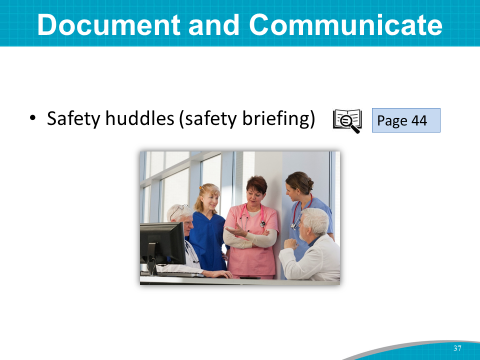 Document and Communicate
• Safety huddles (safety briefing)
Page 44
37